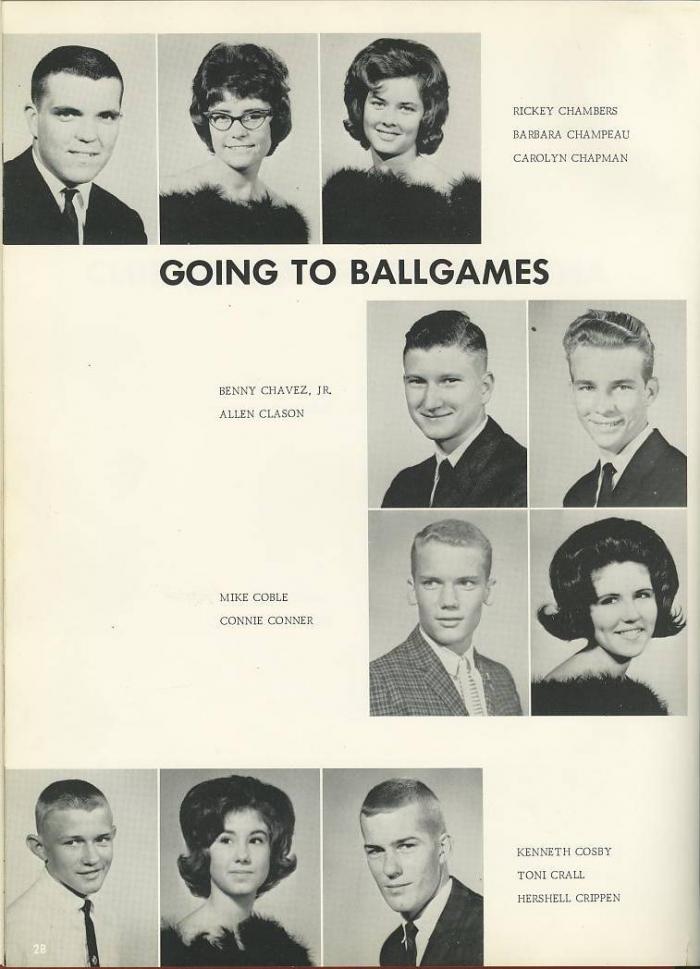 RICKEY CHAMBERS
BARBARA CHAMPEAU
CAROLYN CHAPMAN
GOING TO BALLGAMES
BENNY CHAVEZ, JR.
ALLEN CLASON
MIKE COBLE
CONNIE CONNER
KENNETH COSBY
TONI CRALL
HERSHELL CRIPPEN
28